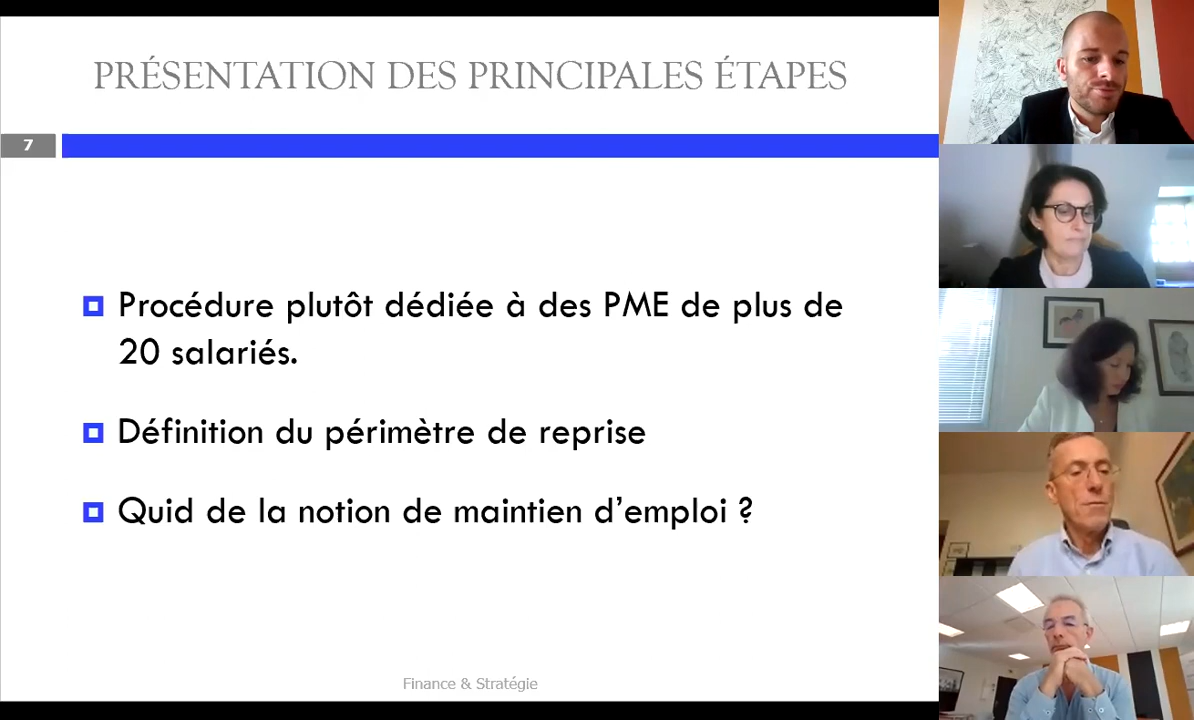 PRÉSENTATION DES PRINCIPALES ÉTAPES
7
Procédure plutôt dédiée à des PME de plus de
20 salariés.
Définition du périmètre de reprise
Quid de la notion de maintien d’emploi ?
Finance & Stratégie